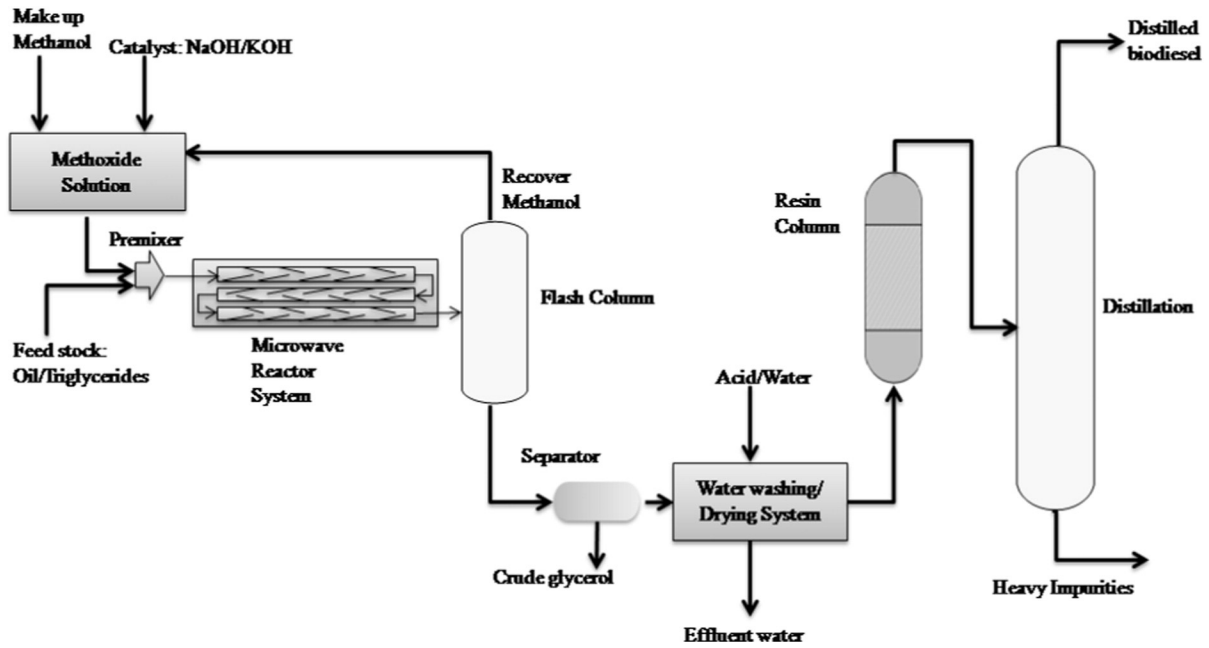 Make up
Methanol
Catalyst: NaOH/KOH
Methoxide
Solution
Premixer
Feed stock:
Oil/Triglycerides
Microwave
Reactor
System
Recover
Methanol
Flash Column
Separator
Crude glycerol
Acid/Water
Water washing/
Drying System
Effluent water
Resin
Column
Distilled
biodiesel
Distillation
Heavy Impurities